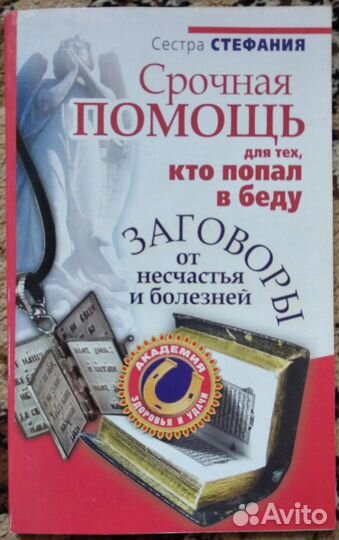 Сестра СТЕФАНИЯ
Срочная
ПОМОЩЬ
для тех,
кто попал
в беду
ЗАГОВОРЫ
от
несчастья
и болезней
АКАДЕМИЯ
ЗДОРОВЬЯ И УДАЧИ
Avito